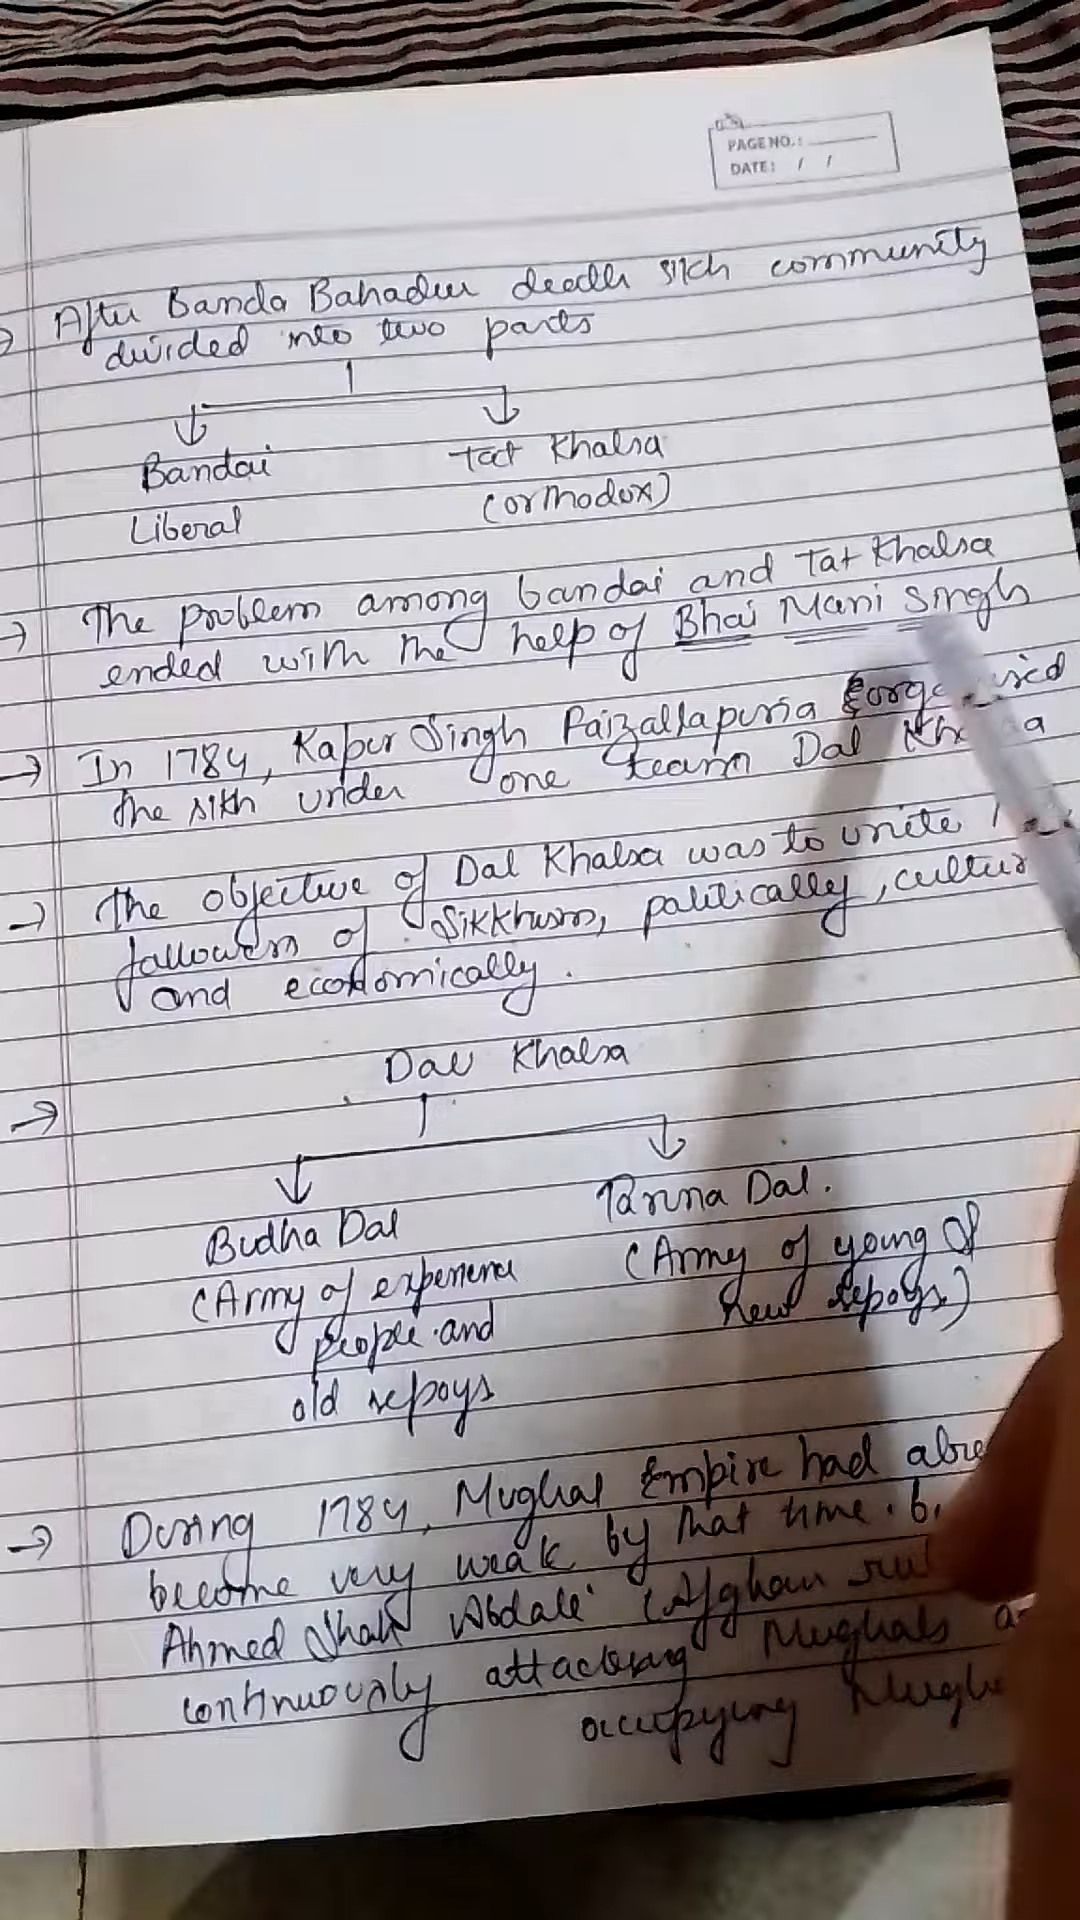 PAGE NO.:
DATE: / /
After Banda Bahadur death sikh community
divided into two parts
Bandai Tat Khalsa
Liberal (orthodox)
The problem among bandai and Tat Khalsa
ended with the help of Bhai Mani Singh
In 1784, Kapur Singh Faizallapuria
the sikh under one team Dal
The objective of Dal Khalsa was to unite
followers of Sikkhism, politically,
and economically.
Dal Khalsa
Budha Dal Taruna Dal.
(Army of experience (Army of young &
people and new sepoys)
old sepoys
During 1784, Mughal Empire had
become very weak by that time.
Ahmed Shah Abdali (Afghan
continuously attacking Mughals
occupying